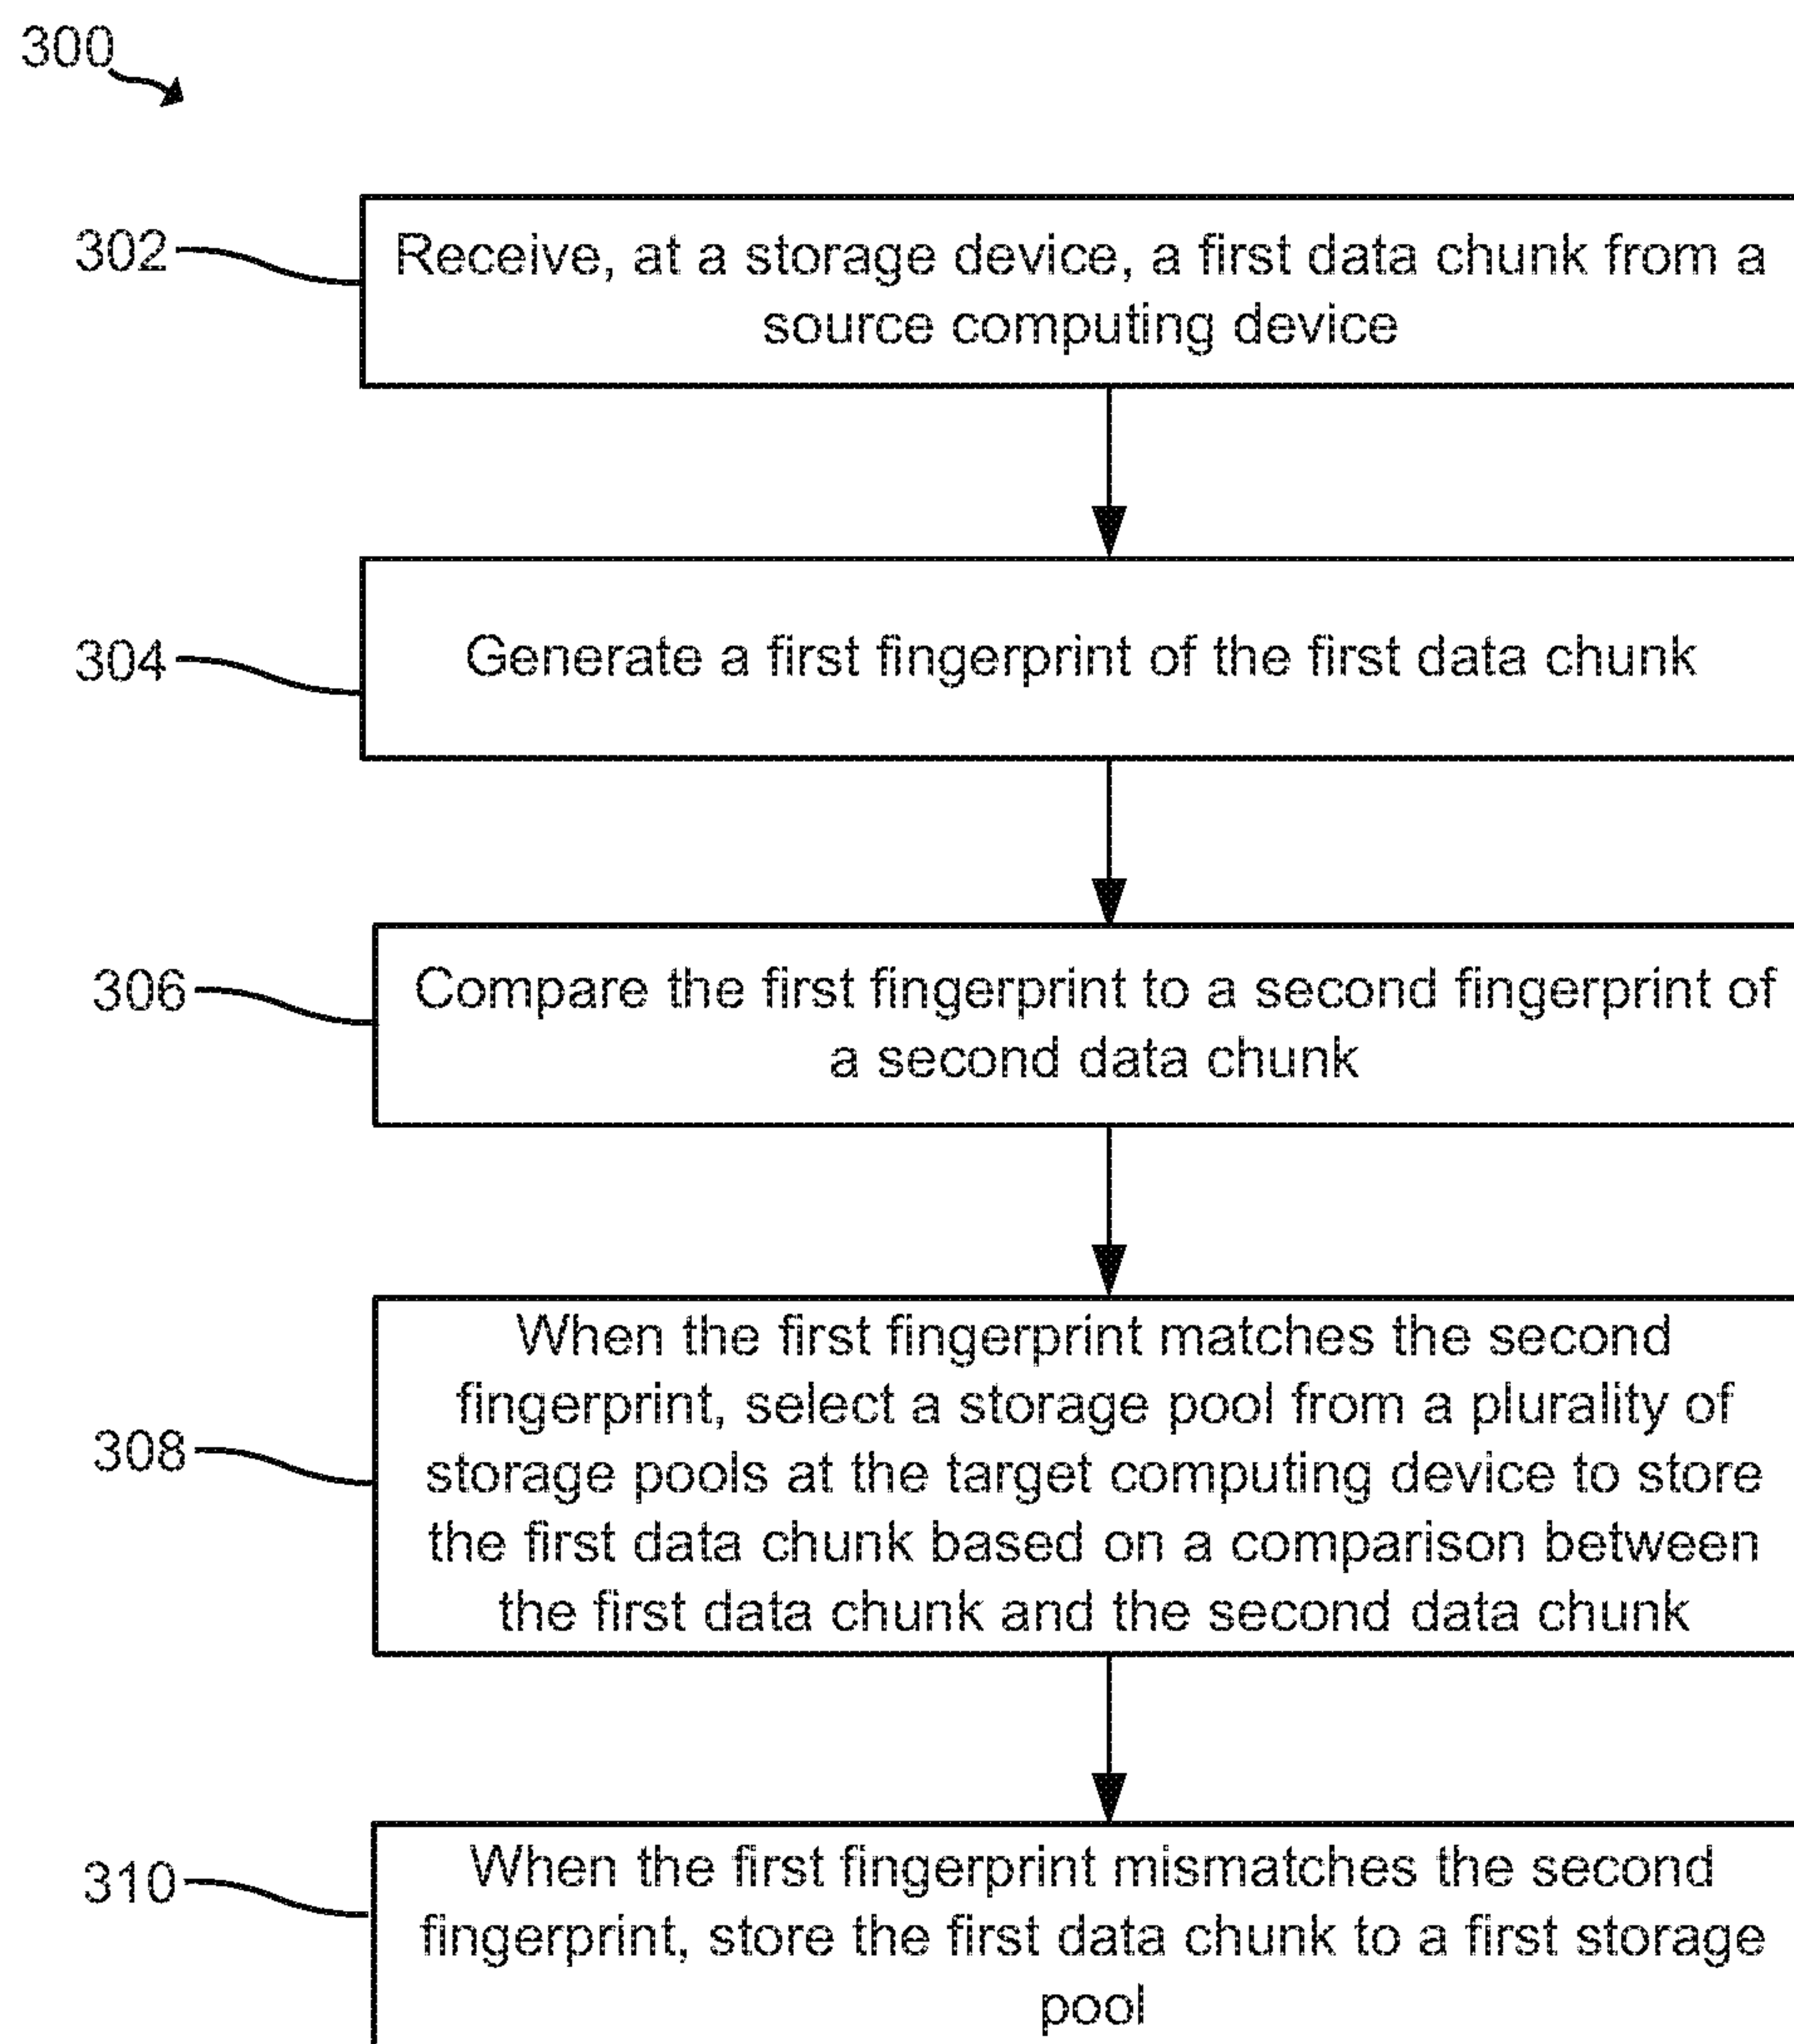 300
302
Receive, at a storage device, a first data chunk from a
source computing device
304
Generate a first fingerprint of the first data chunk
306
Compare the first fingerprint to a second fingerprint of
a second data chunk
308
When the first fingerprint matches the second
fingerprint, select a storage pool from a plurality of
storage pools at the target computing device to store
the first data chunk based on a comparison between
the first data chunk and the second data chunk
310
When the first fingerprint mismatches the second
fingerprint, store the first data chunk to a first storage
pool